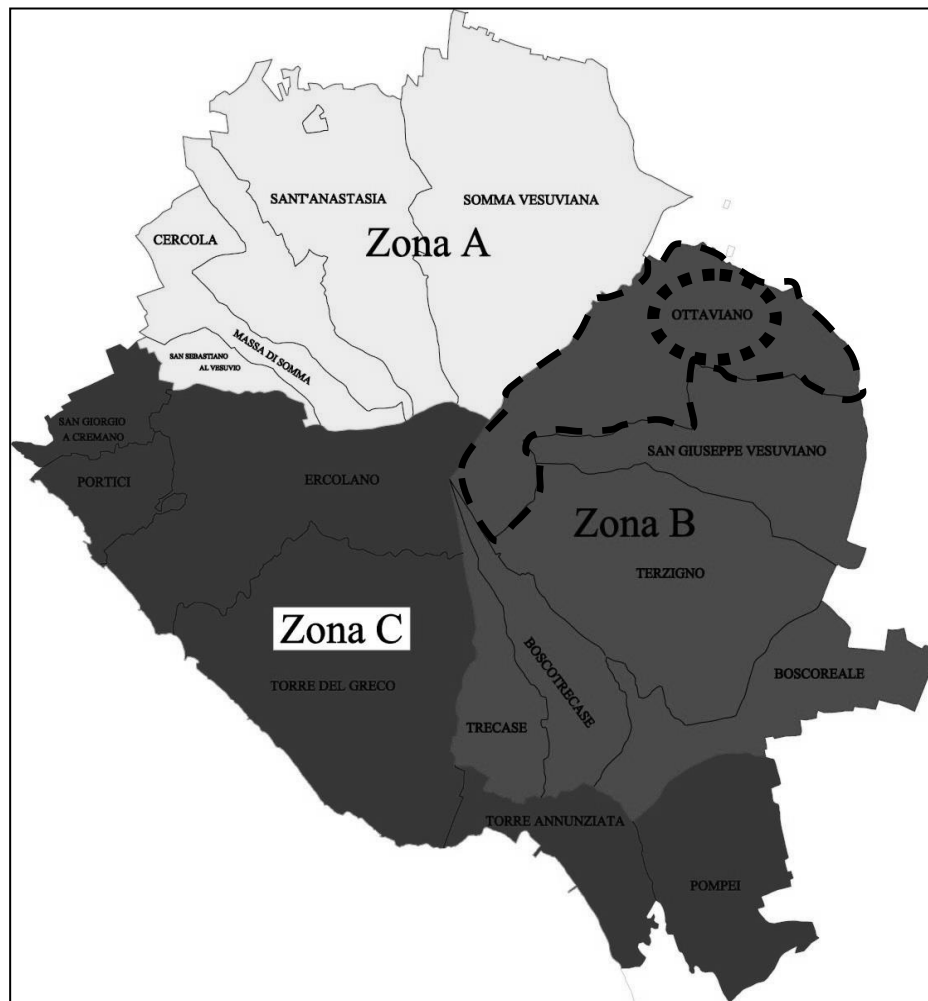 SANT'ANASTASIA
SOMMA VESUVIANA
CERCOLA
Zona A
OTTAVIANO
MASSA DI SOMMA
SAN SEBASTIANO
AL VESUVIO
SAN GIORGIO
A CREMANO
PORTICI
ERCOLANO
SAN GIUSEPPE VESUVIANO
Zona B
TERZIGNO
Zona C
TORRE DEL GRECO
BOSCOTRECASE
BOSCOREALE
TRECASE
TORRE ANNUNZIATA
POMPEI